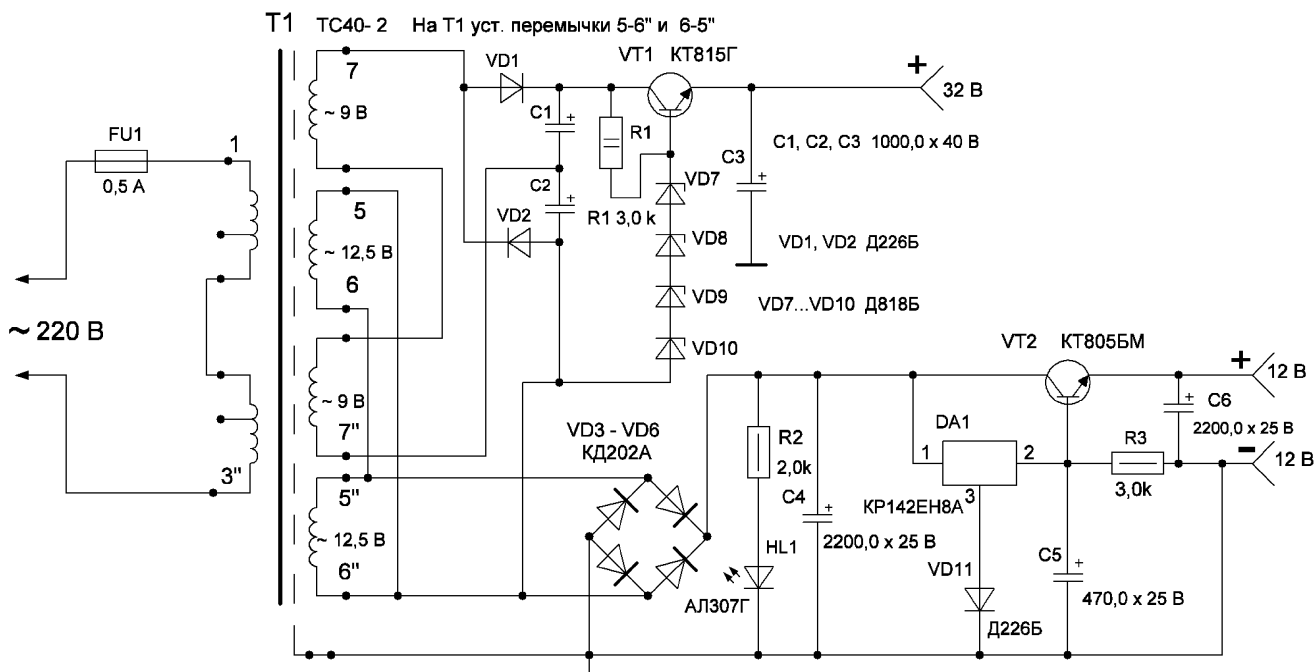 T1 ТС40- 2 На Т1 уст. перемычки 5-6" и 6-5"
VT1 КТ815Г
7
VD1
+
32 В
~ 9 В
C1
R1
C1, C2, C3 1000,0 x 40 В
FU1
1
0,5 А
C3
C2
VD7
5
R1 3,0 k
VD2
VD8
VD1, VD2 Д226Б
~ 12,5 В
6
VD9
VD7...VD10 Д818Б
~ 220 В
VD10
VT2 КТ805БМ
+
12 В
~ 9 В
C6
2200,0 x 25 В
VD3 - VD6
КД202А
DA1
R2
2,0k
R3
7"
1
2
-
12 В
3"
3
3,0k
5"
C4
КР142ЕН8А
~ 12,5 В
HL1
2200,0 x 25 В
C5
6"
VD11
АЛ307Г
470,0 x 25 В
Д226Б